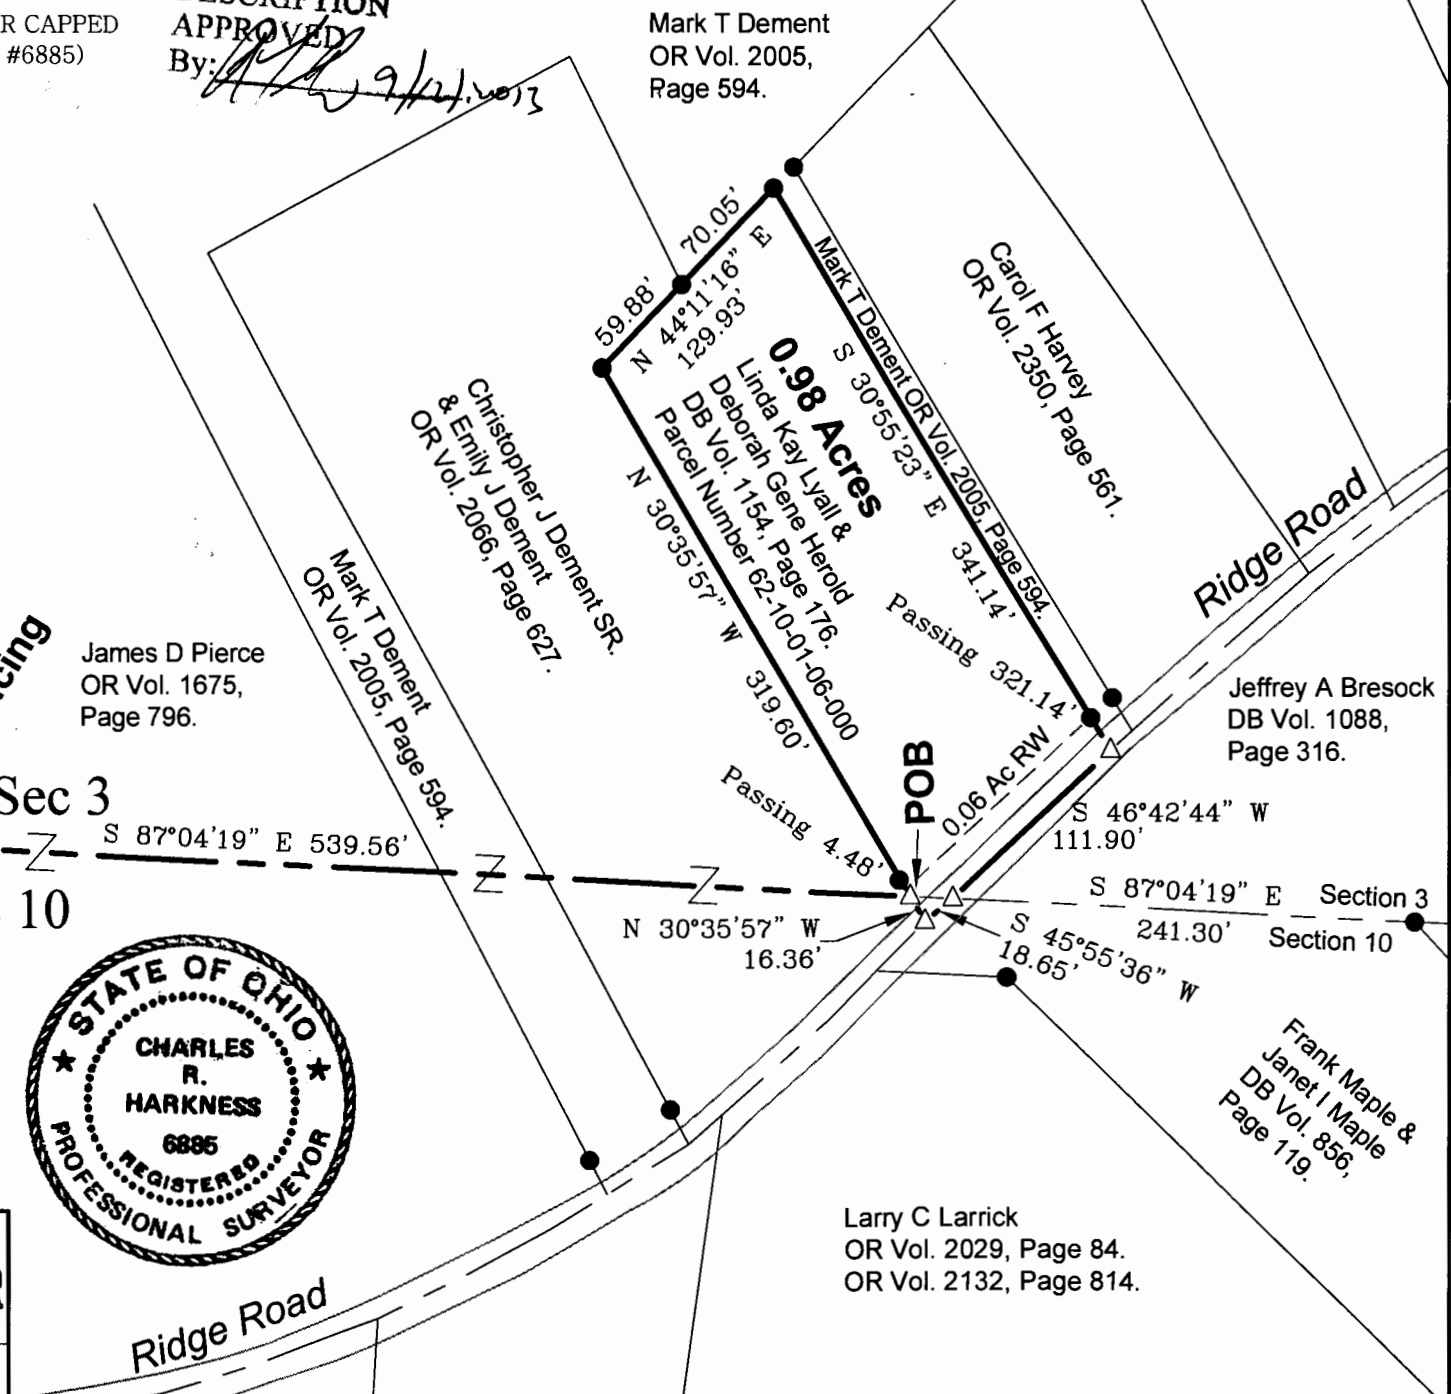 R CAPPED
#6885)
DESCRIPTION
APPROVED
By:
9/12/2013
Mark T Dement
OR Vol. 2005,
Page 594.
70.05'
59.88'
N 44°11'16" E
129.93'
Mark T Dement OR Vol. 2005, Page 594.
S 30°55'23" E 341.14'
Passing 321.14'
Carol F Harvey
OR Vol. 2350, Page 561.
0.98 Acres
Linda Kay Lyall &
Deborah Gene Herold
DB Vol. 1154, Page 176.
Parcel Number 62-10-01-06-000
N 30°35'57" W 319.60'
Passing 4.48'
Christopher J Dement SR.
& Emily J Dement
OR Vol. 2066, Page 627.
Mark T Dement
OR Vol. 2005, Page 594.
James D Pierce
OR Vol. 1675,
Page 796.
Ridge Road
Jeffrey A Bresock
DB Vol. 1088,
Page 316.
POB
0.06 Ac RW
S 46°42'44" W
111.90'
Sec 3
S 87°04'19" E 539.56'
10
S 87°04'19" E Section 3
241.30' Section 10
N 30°35'57" W
16.36'
S 45°55'36" W
18.65'
STATE OF OHIO
CHARLES
R.
HARKNESS
6885
REGISTERED
PROFESSIONAL SURVEYOR
Frank Maple &
Janet I Maple
DB Vol. 856,
Page 119.
Larry C Larrick
OR Vol. 2029, Page 84.
OR Vol. 2132, Page 814.
Ridge Road